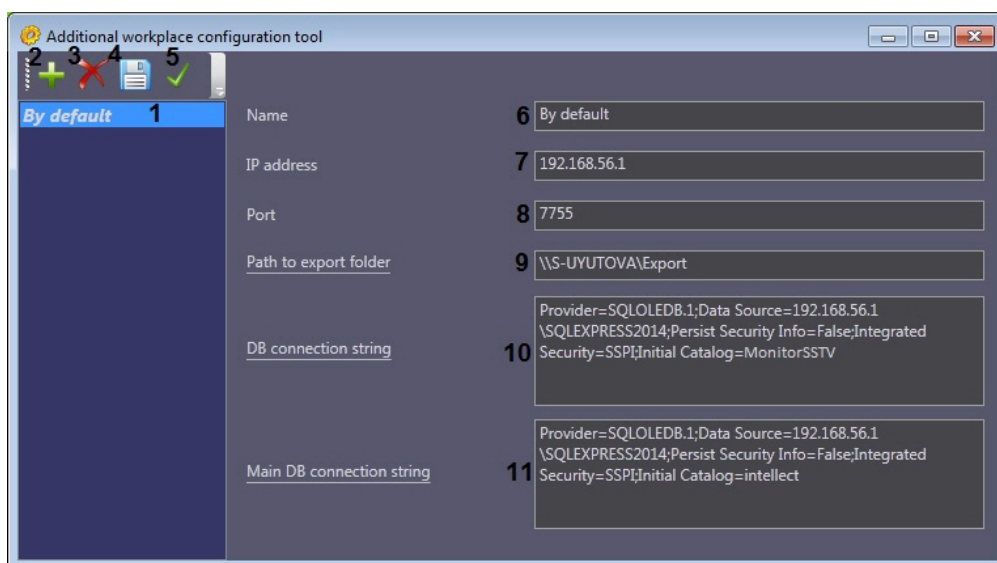 Additional workplace configuration tool
2 3 4 5
By default 1
Name 6 By default
IP address 7 192.168.56.1
Port 8 7755
Path to export folder 9 \\S-UYUTOVA\Export
Provider=SQLOLEDB.1;Data Source=192.168.56.1
\SQLEXPRESS2014;Persist Security Info=False;Integrated
DB connection string 10 Security=SSPI;Initial Catalog=MonitorSSTV
Provider=SQLOLEDB.1;Data Source=192.168.56.1
\SQLEXPRESS2014;Persist Security Info=False;Integrated
Main DB connection string 11 Security=SSPI;Initial Catalog=intellect